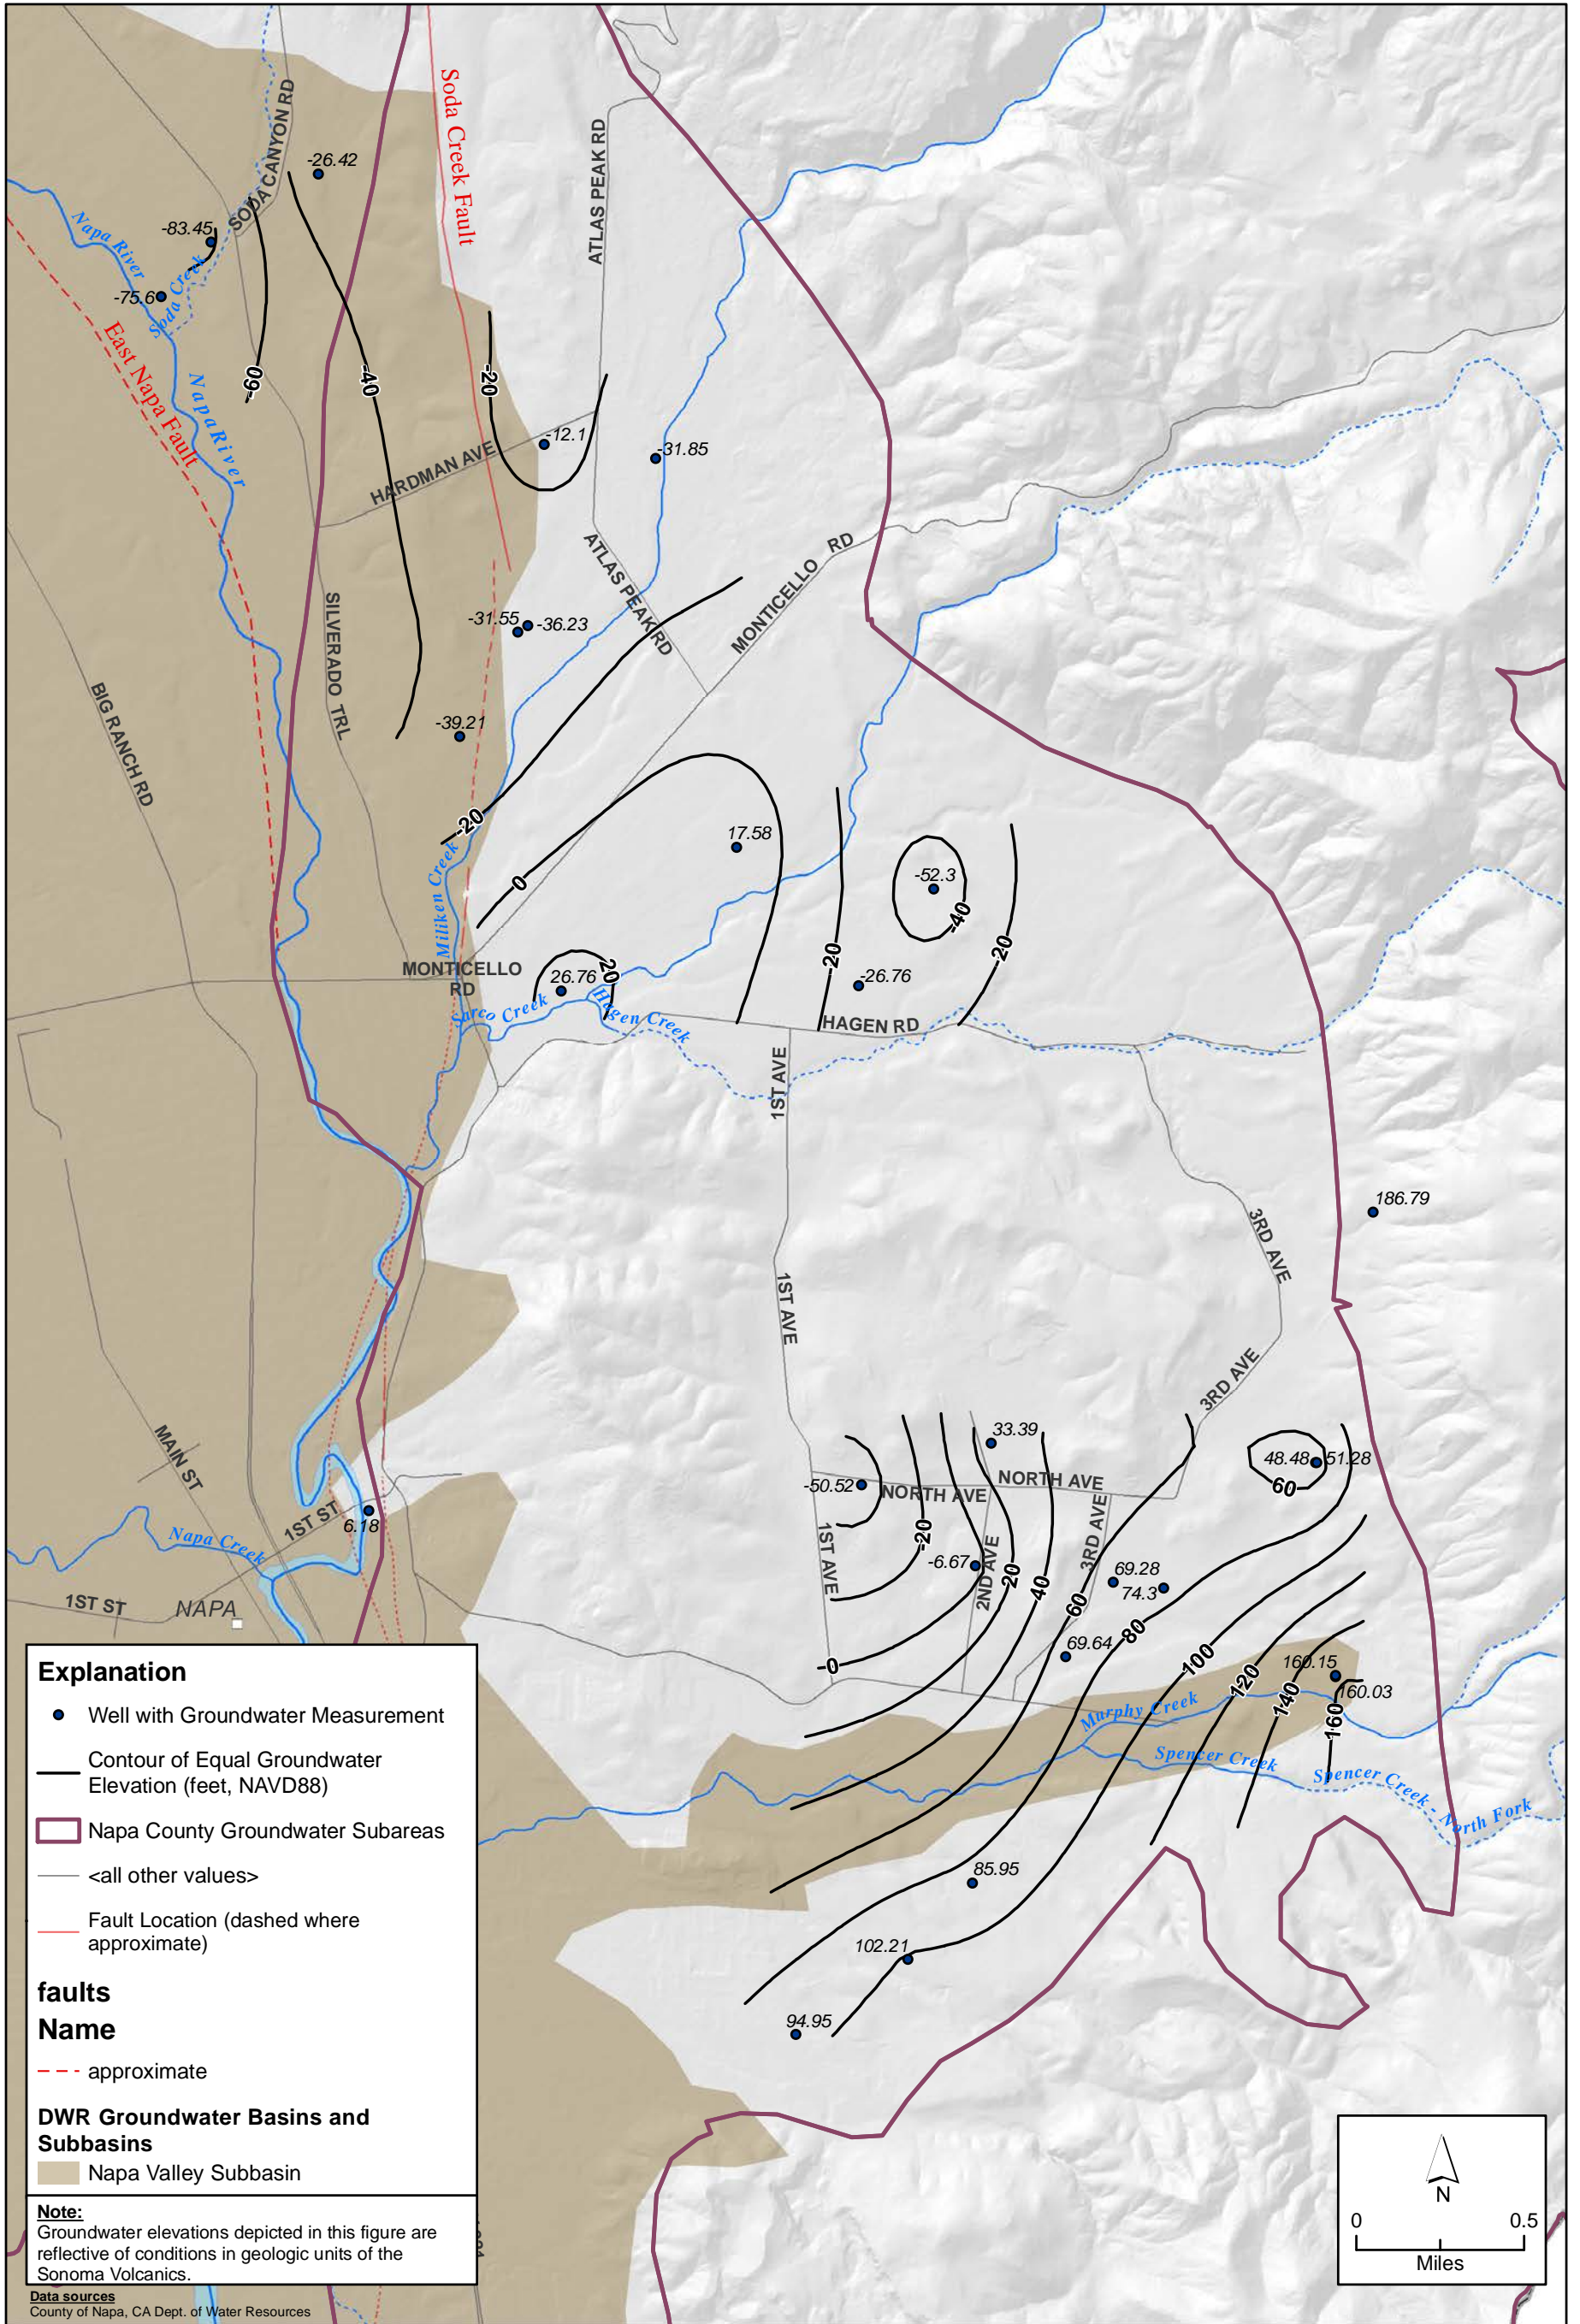 Soda Creek Fault
SODA CANYON RD
ATLAS PEAK RD
-26.42
-83.45
Napa River
Soda Creek
-75.6
East Napa Fault
Napa River
-60
-40
-20
-12.1
-31.85
HARDMAN AVE
ATLAS PEAK RD
MONTICELLO RD
SILVERADO TRL
-31.55
-36.23
BIG RANCH RD
-39.21
-20
17.58
0
-52.3
-40
Milliken Creek
MONTICELLO
RD
26.76
20
-20
-26.76
-20
Sarco Creek
Hagen Creek
HAGEN RD
1ST AVE
186.79
3RD AVE
1ST AVE
3RD AVE
33.39
48.48
51.28
60
MAIN ST
-50.52
NORTH AVE
NORTH AVE
1ST ST
6.18
Napa Creek
1ST AVE
-20
-6.67
2ND AVE
20
40
3RD AVE
60
69.28
74.3
1ST ST
NAPA
69.64
80
-0
100
120
140
160.15
160.03
160
Murphy Creek
Spencer Creek
Spencer Creek - North Fork
85.95
102.21
94.95
Explanation
Well with Groundwater Measurement
Contour of Equal Groundwater
Elevation (feet, NAVD88)
Napa County Groundwater Subareas
<all other values>
Fault Location (dashed where
approximate)
faults
Name
approximate
DWR Groundwater Basins and
Subbasins
Napa Valley Subbasin
Note:
Groundwater elevations depicted in this figure are
reflective of conditions in geologic units of the
Sonoma Volcanics.
Data sources
County of Napa, CA Dept. of Water Resources
N
0 0.5
Miles